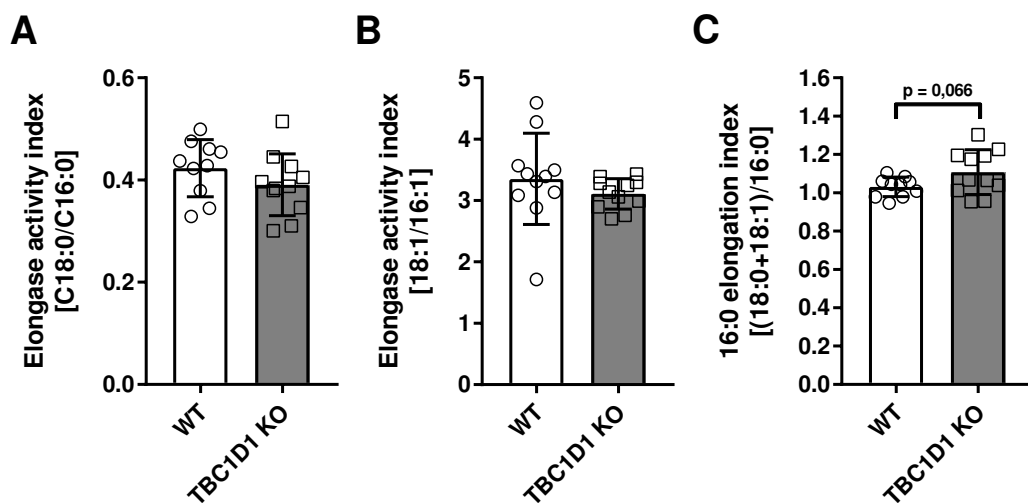 A
Elongase activity index
[C18:0/C16:0]
0.6
0.4
0.2
0.0
WT
TBC1D1 KO
B
Elongase activity index
[18:1/16:1]
5
4
3
2
1
0
WT
TBC1D1 KO
C
16:0 elongation index
[(18:0+18:1)/16:0]
1.6
1.4
1.2
1.0
0.8
0.6
0.4
0.2
0.0
p = 0,066
WT
TBC1D1 KO